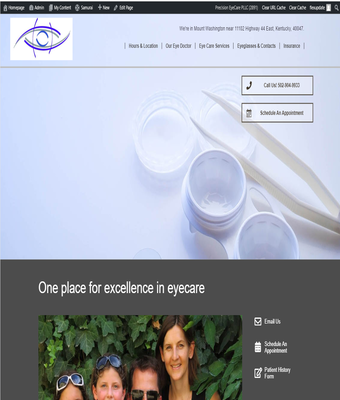 Homepage Admin My Content Samurai New Edit Page Precision EyeCare PLLC (2891) Clear URL Cache Clear Cache Resupdate
We're in Mount Washington near 11102 Highway 44 East, Kentucky, 40047
Hours & Location Our Eye Doctor Eye Care Services Eyeglasses & Contacts Insurance
Call Us! 502-904-9933
Schedule An Appointment
One place for excellence in eyecare
Email Us
Schedule An
Appointment
Patient History
Form